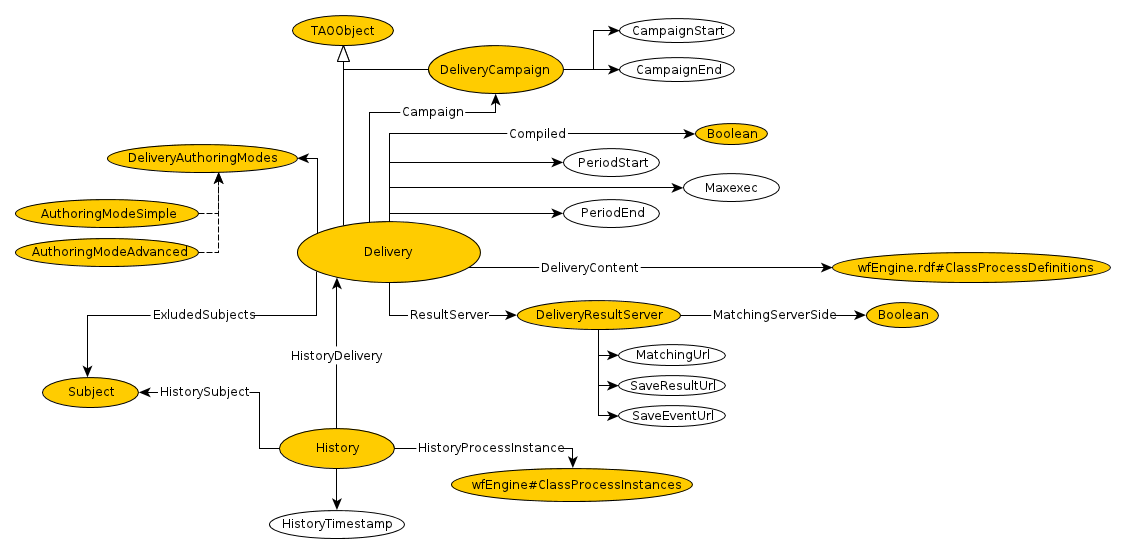 TAOObject
CampaignStart
DeliveryCampaign
CampaignEnd
Campaign
Compiled
Boolean
DeliveryAuthoringModes
PeriodStart
Maxexec
AuthoringModeSimple
PeriodEnd
AuthoringModeAdvanced
Delivery
DeliveryContent
wfEngine.rdf#ClassProcessDefinitions
ExludedSubjects
ResultServer
DeliveryResultServer
MatchingServerSide
Boolean
HistoryDelivery
MatchingUrl
SaveResultUrl
Subject
HistorySubject
SaveEventUrl
History
HistoryProcessInstance
wfEngine#ClassProcessInstances
HistoryTimestamp